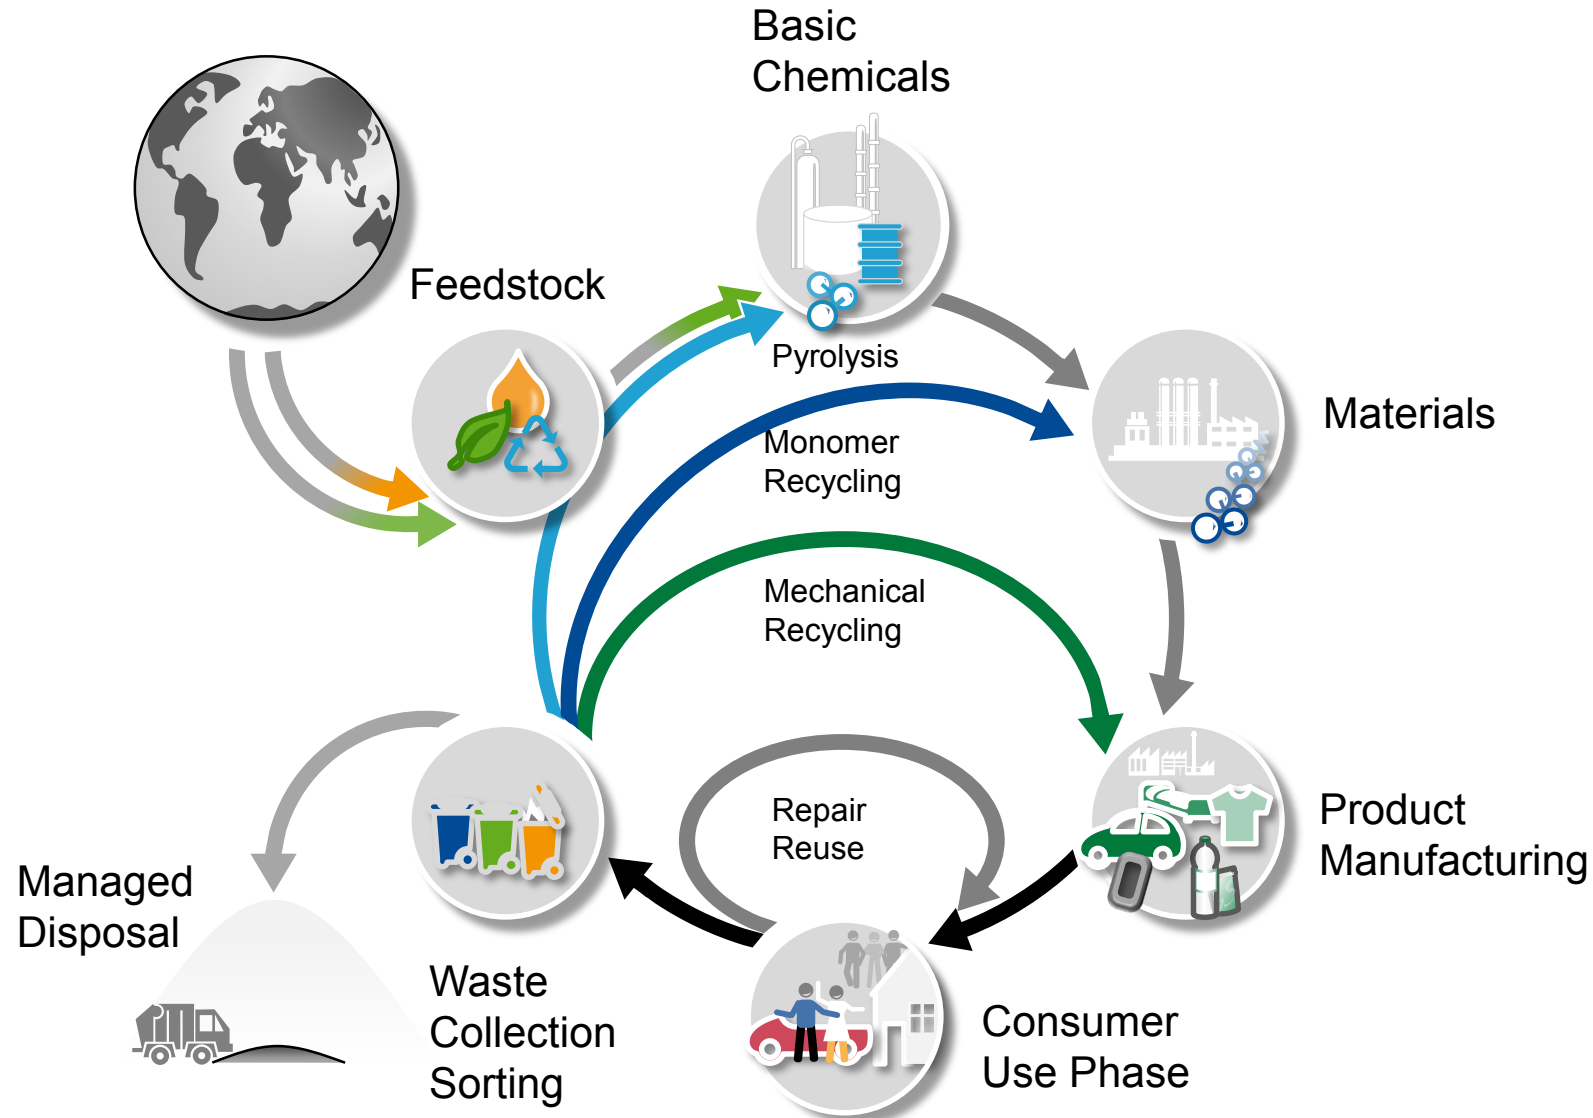 Basic
Chemicals
Feedstock
Pyrolysis
Materials
Monomer
Recycling
Mechanical
Recycling
Repair
Reuse
Product
Manufacturing
Managed
Disposal
Waste
Collection
Sorting
Consumer
Use Phase